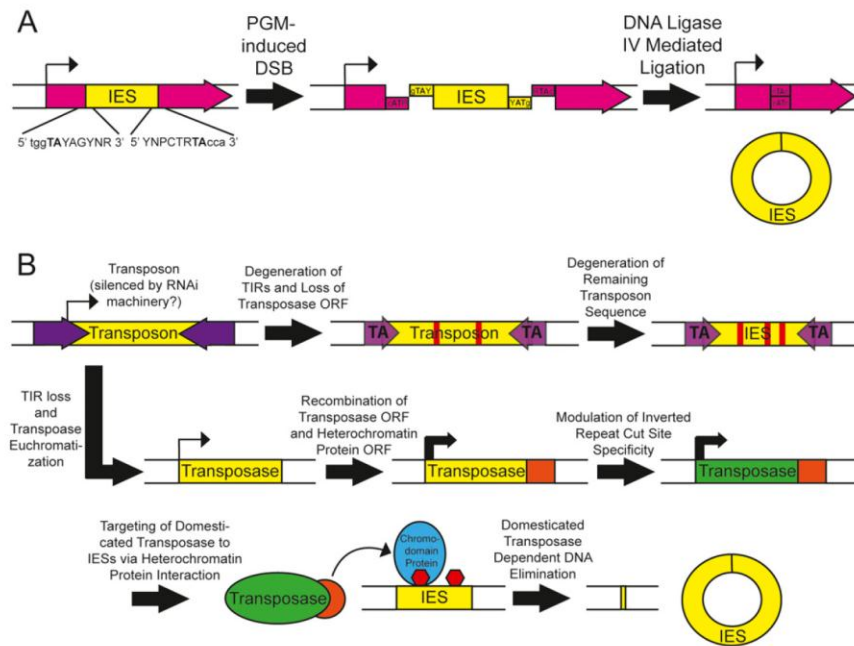 A
PGM-
induced
DSB
DNA Ligase
IV Mediated
Ligation
IES
gTAY
IES
YATg
5' tggTAYAGYNR 3'
5' YNPCTRTAcca 3'
IES
B
Transposon
(silenced by RNAi
machinery?)
Degeneration of
TIRs and Loss of
Transposase ORF
Degeneration of
Remaining
Transposon
Sequence
Transposon
TA
Transposon
TA
TA
IES
TA
TIR loss
and
Transpoase
Euchromati-
zation
Recombination of
Transposase ORF
and Heterochromatin
Protein ORF
Modulation of Inverted
Repeat Cut Site
Specificity
Transposase
Transposase
Transposase
Targeting of Domesti-
cated Transposase to
IESs via Heterochromatin
Protein Interaction
Transposase
Chromo-
domain
Protein
IES
Domesticated
Transposase
Dependent DNA
Elimination
IES